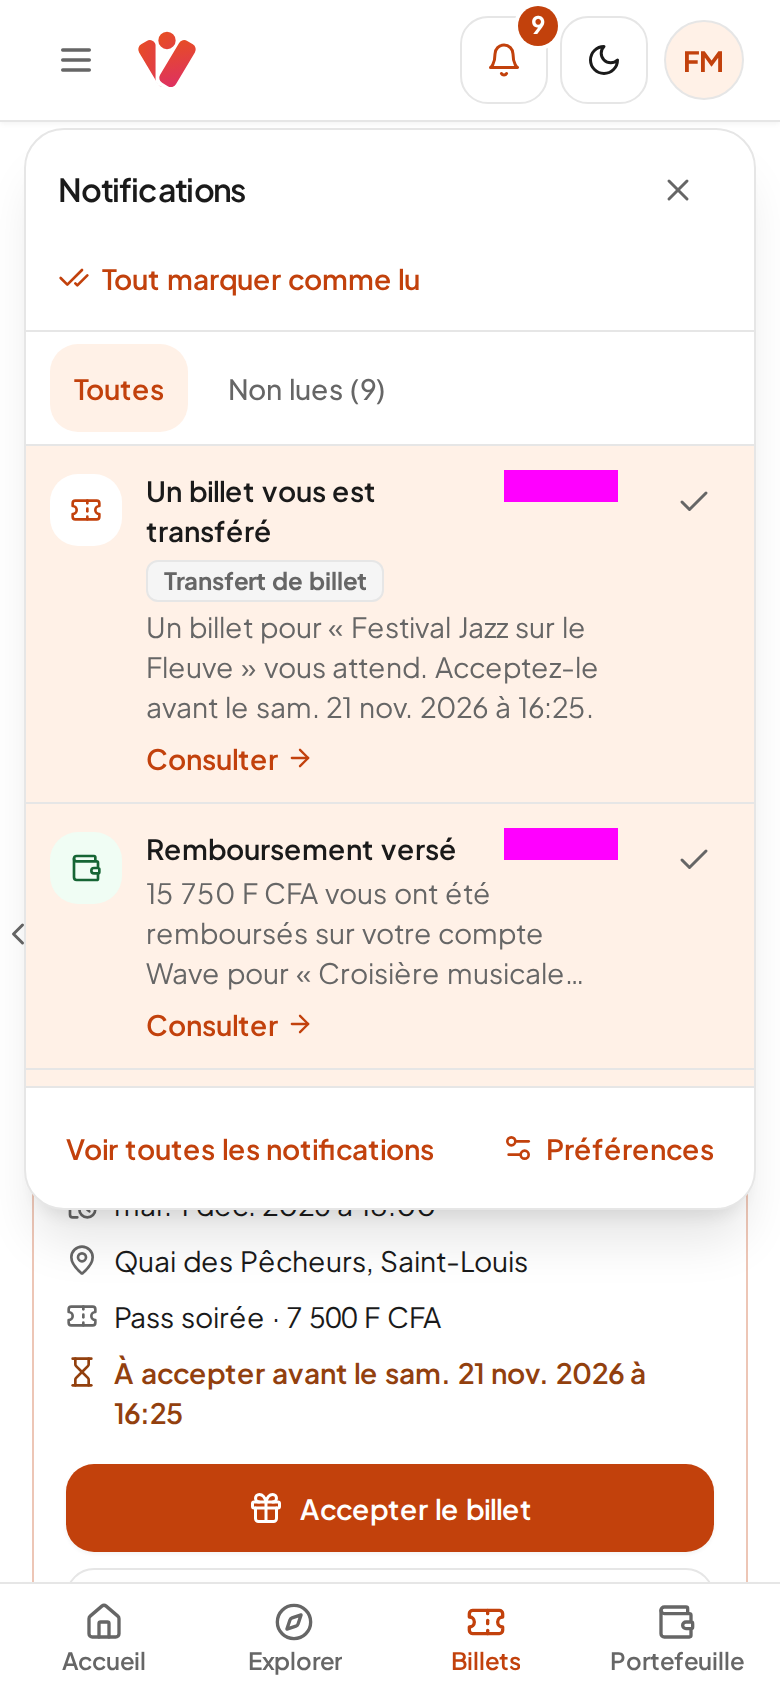 9
FM
Notifications
Tout marquer comme lu
Toutes
Non lues (9)
Un billet vous est
transféré
Transfert de billet
Un billet pour « Festival Jazz sur le
Fleuve » vous attend. Acceptez-le
avant le sam. 21 nov. 2026 à 16:25.
Consulter →
Remboursement versé
15 750 F CFA vous ont été
remboursés sur votre compte
Wave pour « Croisière musicale…
Consulter →
Voir toutes les notifications
Préférences
Quai des Pêcheurs, Saint-Louis
Pass soirée · 7 500 F CFA
À accepter avant le sam. 21 nov. 2026 à
16:25
Accepter le billet
Accueil
Explorer
Billets
Portefeuille